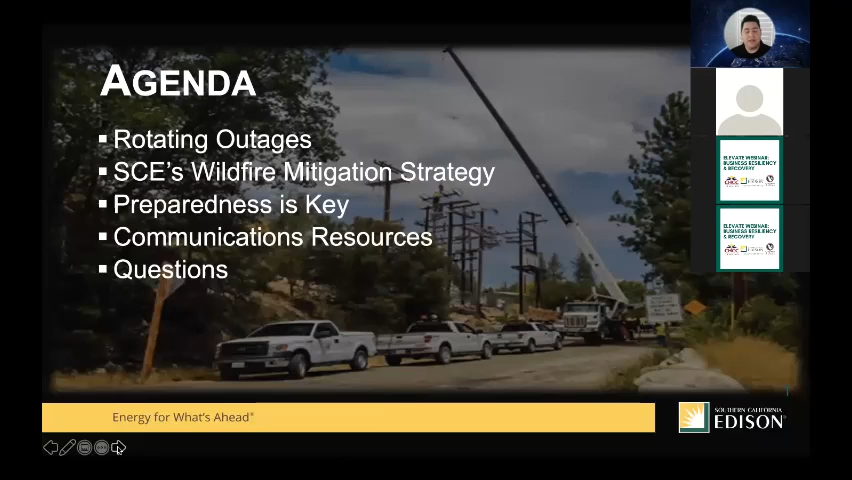 AGENDA
Rotating Outages
SCE's Wildfire Mitigation Strategy
Preparedness is Key
Communications Resources
Questions
Energy for What's Ahead®
SOUTHERN CALIFORNIA
EDISON®
ELEVATE WEBINAR:
BUSINESS RESILIENCY
& RECOVERY
ELEVATE WEBINAR:
BUSINESS RESILIENCY
& RECOVERY